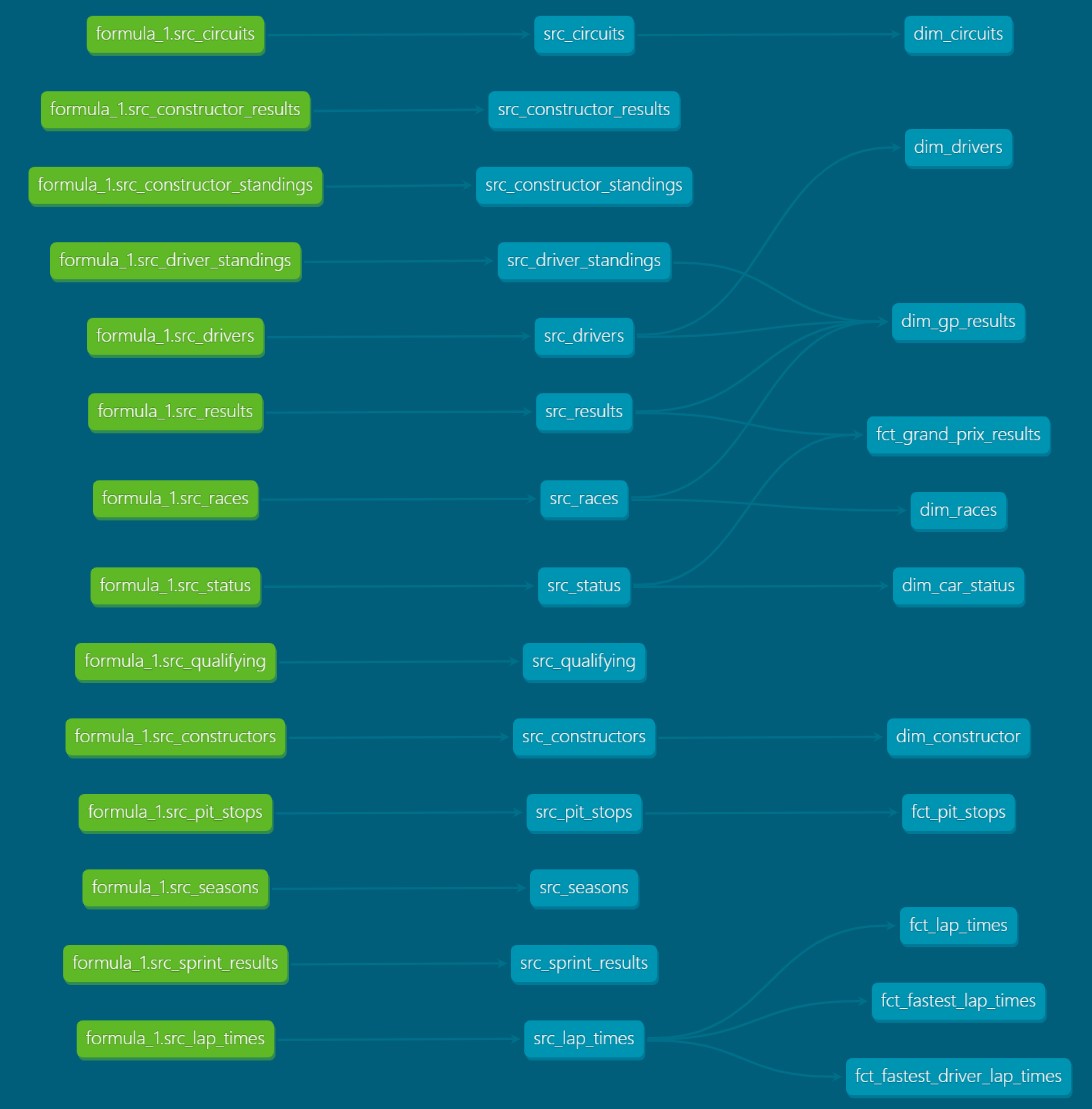 formula_1.src_circuits
src_circuits
dim_circuits
formula_1.src_constructor_results
src_constructor_results
dim_drivers
formula_1.src_constructor_standings
src_constructor_standings
formula_1.src_driver_standings
src_driver_standings
dim_gp_results
formula_1.src_drivers
src_drivers
formula_1.src_results
src_results
fct_grand_prix_results
formula_1.src_races
src_races
dim_races
formula_1.src_status
src_status
dim_car_status
formula_1.src_qualifying
src_qualifying
formula_1.src_constructors
src_constructors
dim_constructor
formula_1.src_pit_stops
src_pit_stops
fct_pit_stops
formula_1.src_seasons
src_seasons
fct_lap_times
formula_1.src_sprint_results
src_sprint_results
fct_fastest_lap_times
formula_1.src_lap_times
src_lap_times
fct_fastest_driver_lap_times